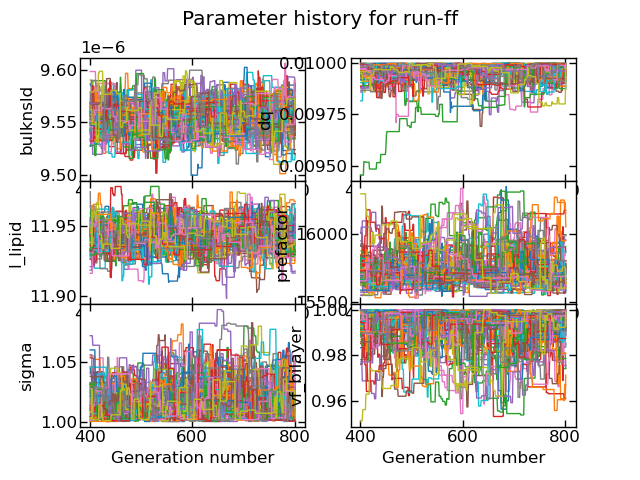 Parameter history for run-ff
1e−6
9.60
9.55
9.50
bulknsld
0.01000
0.00975
0.00950
dq
11.95
11.90
l_lipid
16000
15500
prefactor
1.05
1.00
sigma
400
600
800
Generation number
1.00
0.98
0.96
vf_bilayer
400
600
800
Generation number